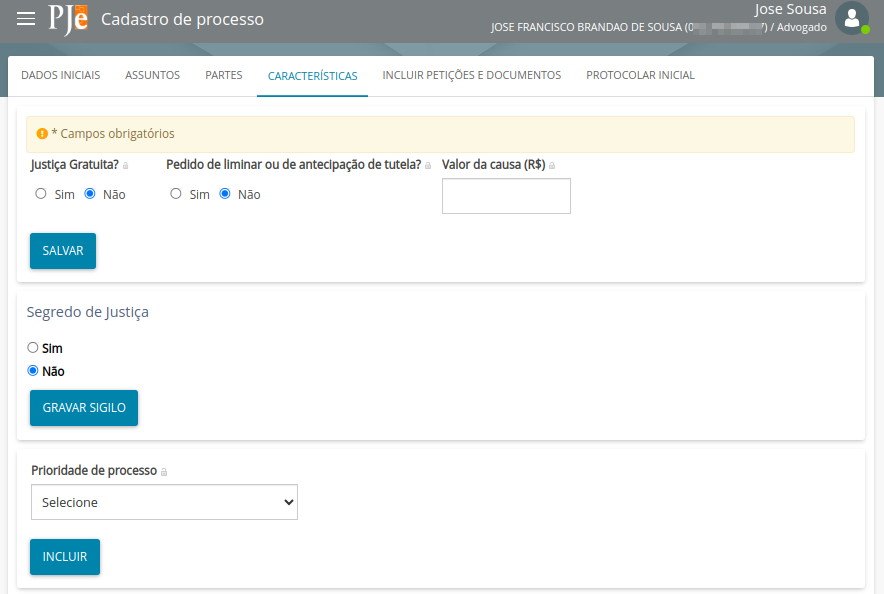 PJe Cadastro de processo
Jose Sousa
JOSE FRANCISCO BRANDAO DE SOUSA (0 7) / Advogado
DADOS INICIAIS ASSUNTOS PARTES CARACTERÍSTICAS INCLUIR PETIÇÕES E DOCUMENTOS PROTOCOLAR INICIAL
* Campos obrigatórios
Justiça Gratuita? Pedido de liminar ou de antecipação de tutela? Valor da causa (R$)
Sim Não Sim Não
SALVAR
Segredo de Justiça
Sim
Não
GRAVAR SIGILO
Prioridade de processo
Selecione
INCLUIR